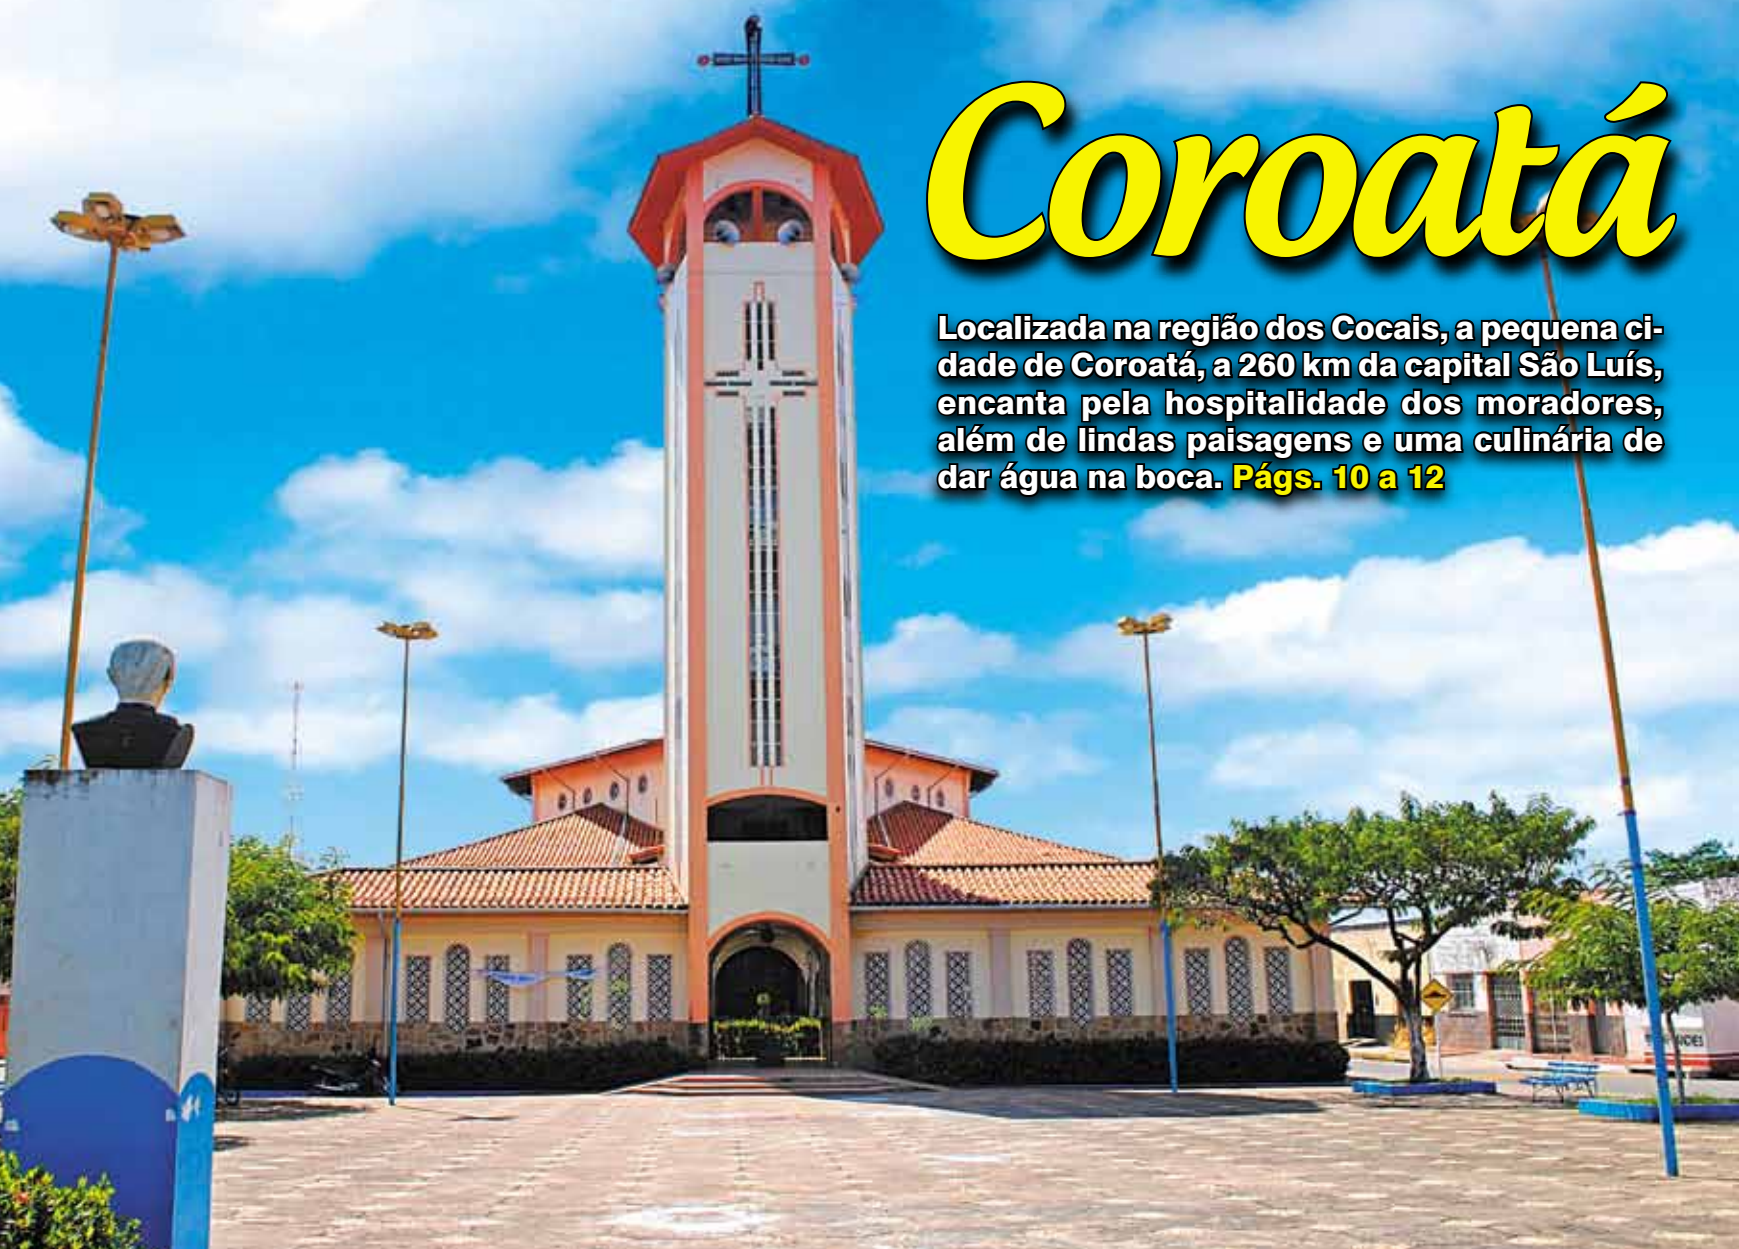 Coroatá
Localizada na região dos Cocais, a pequena ci-
dade de Coroatá, a 260 km da capital São Luís,
encanta pela hospitalidade dos moradores,
além de lindas paisagens e uma culinária de
dar água na boca. Págs. 10 a 12